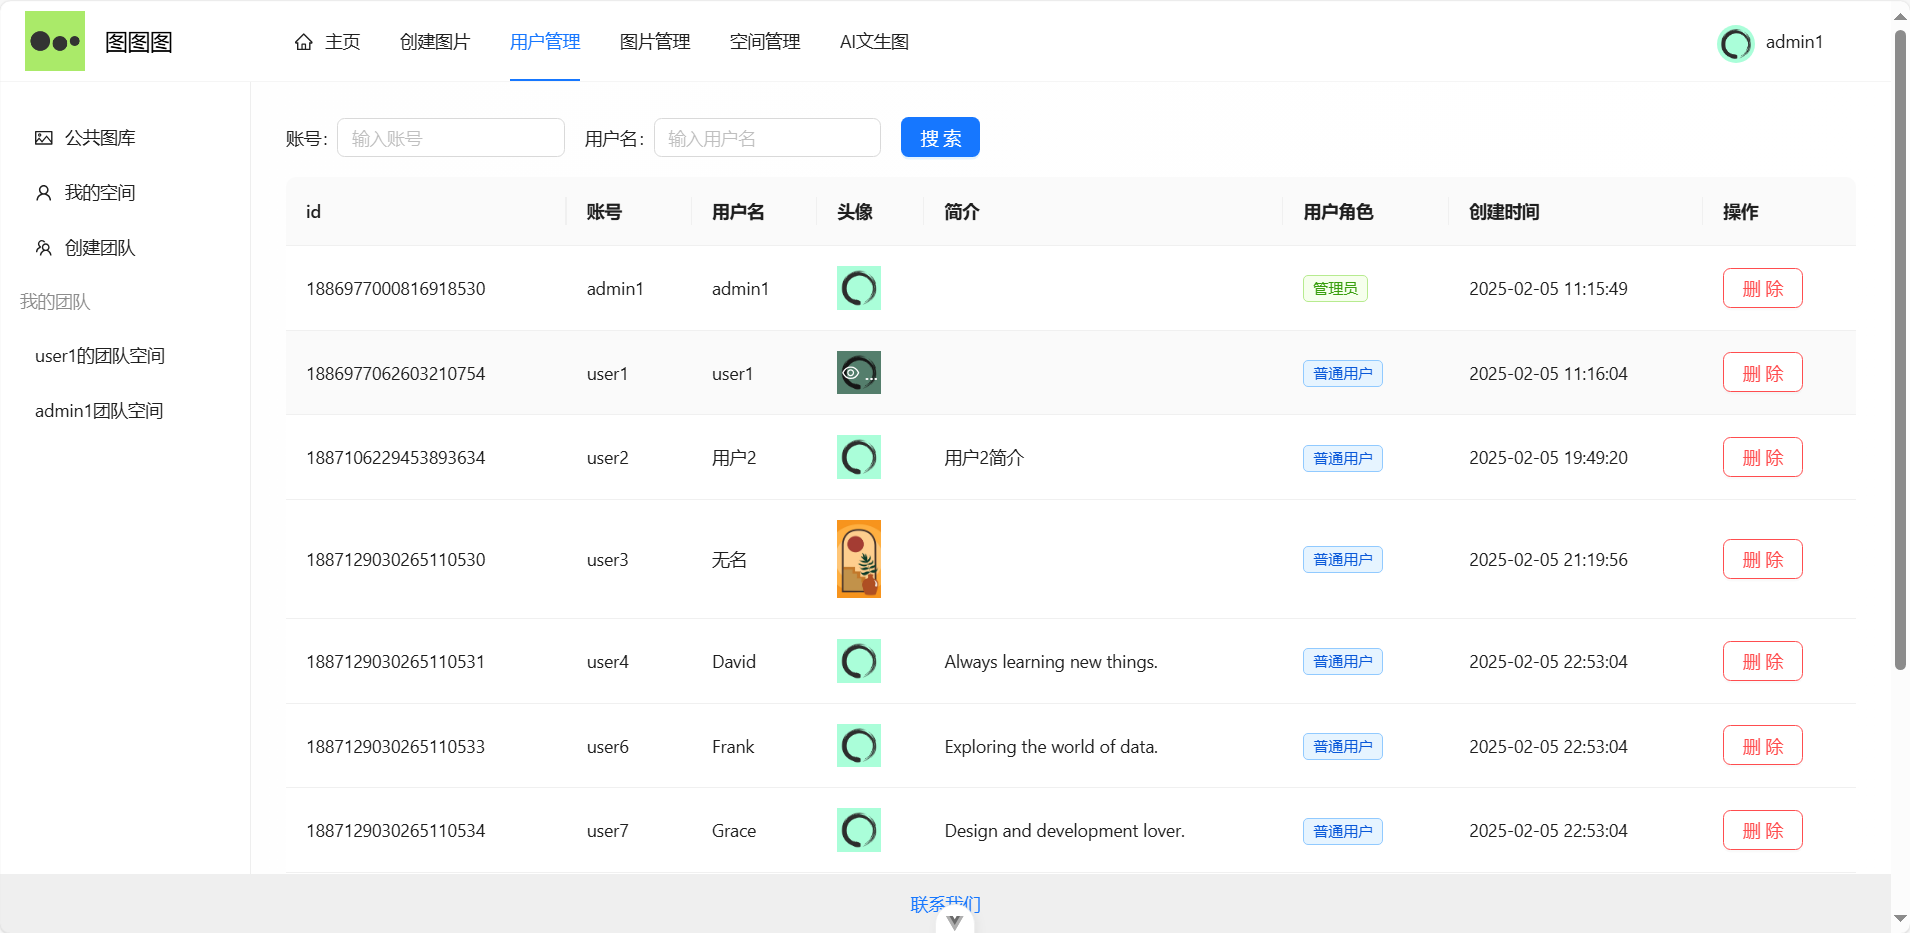 图图图
主页 创建图片 用户管理 图片管理 空间管理 AI文生图
admin1
公共图库
我的空间
创建团队
我的团队
user1的团队空间
admin1团队空间
账号: 输入账号 用户名: 输入用户名 搜 索
id 账号 用户名 头像 简介 用户角色 创建时间 操作
1886977000816918530 admin1 admin1 管理员 2025-02-05 11:15:49 删 除
1886977062603210754 user1 user1 ... 普通用户 2025-02-05 11:16:04 删 除
1887106229453893634 user2 用户2 用户2简介 普通用户 2025-02-05 19:49:20 删 除
1887129030265110530 user3 无名 普通用户 2025-02-05 21:19:56 删 除
1887129030265110531 user4 David Always learning new things. 普通用户 2025-02-05 22:53:04 删 除
1887129030265110533 user6 Frank Exploring the world of data. 普通用户 2025-02-05 22:53:04 删 除
1887129030265110534 user7 Grace Design and development lover. 普通用户 2025-02-05 22:53:04 删 除
联系我们